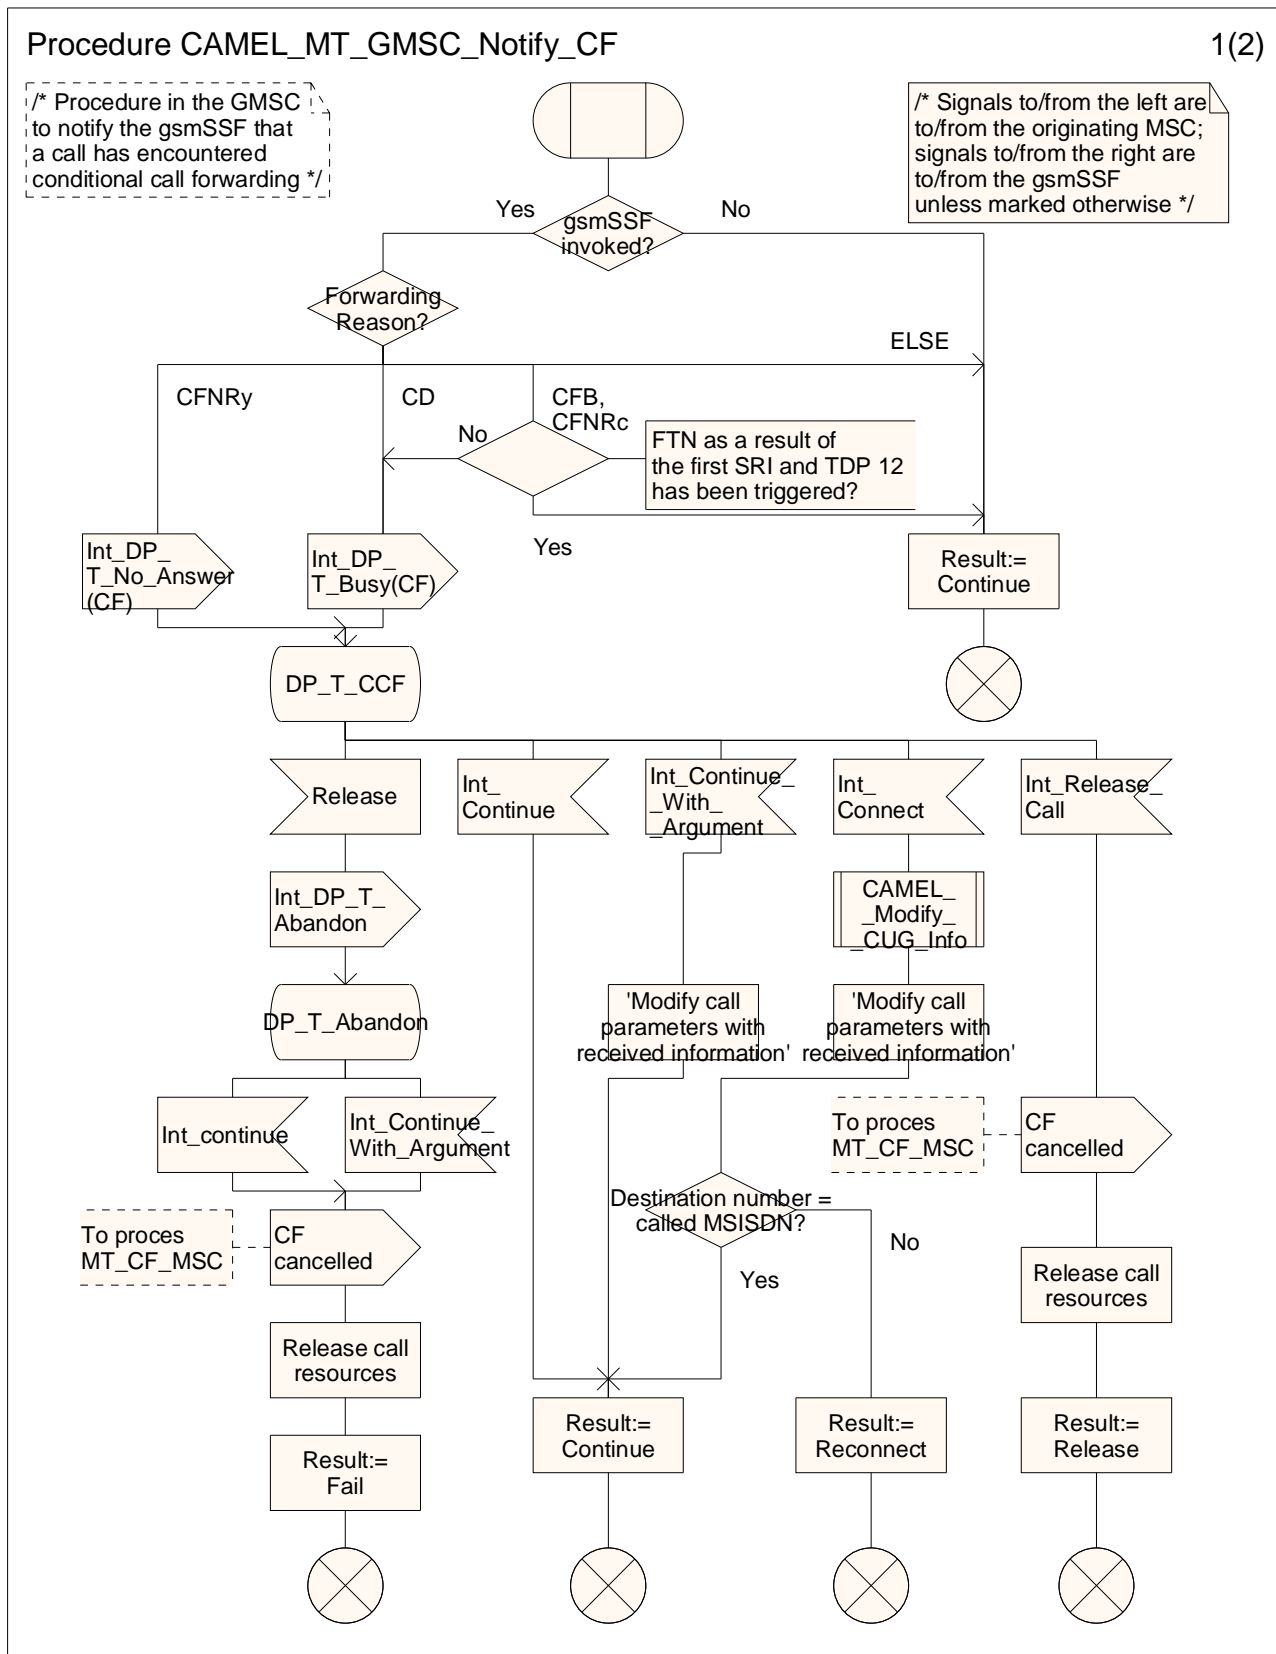 Procedure CAMEL_MT_GMSC_Notify_CF
1(2)
/* Procedure in the GMSC
to notify the gsmSSF that
a call has encountered
conditional call forwarding */
/* Signals to/from the left are
to/from the originating MSC;
signals to/from the right are
to/from the gsmSSF
unless marked otherwise */
Yes
gsmSSF
invoked?
No
Forwarding
Reason?
ELSE
CFNRy
CD
CFB,
CFNRc
No
FTN as a result of
the first SRI and TDP 12
has been triggered?
Yes
Int_DP_
T_No_Answer
(CF)
Int_DP_
T_Busy(CF)
Result:=
Continue
DP_T_CCF
Release
Int_
Continue
Int_Continue_
_With_
_Argument
Int_
Connect
Int_Release_
Call
Int_DP_T_
Abandon
CAMEL_
_Modify_
_CUG_Info
DP_T_Abandon
'Modify call
parameters with
received information'
'Modify call
parameters with
received information'
Int_continue
Int_Continue_
With_Argument
To proces
MT_CF_MSC
CF
cancelled
Destination number =
called MSISDN?
No
Yes
To proces
MT_CF_MSC
CF
cancelled
Release call
resources
Release call
resources
Result:=
Fail
Result:=
Continue
Result:=
Reconnect
Result:=
Release